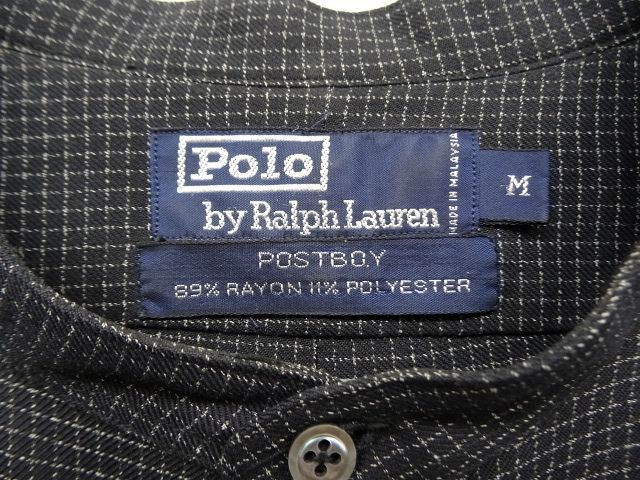 Polo
by Ralph Lauren
MADE IN MALAYSIA
M
POSTBOY
89% RAYON 11% POLYESTER